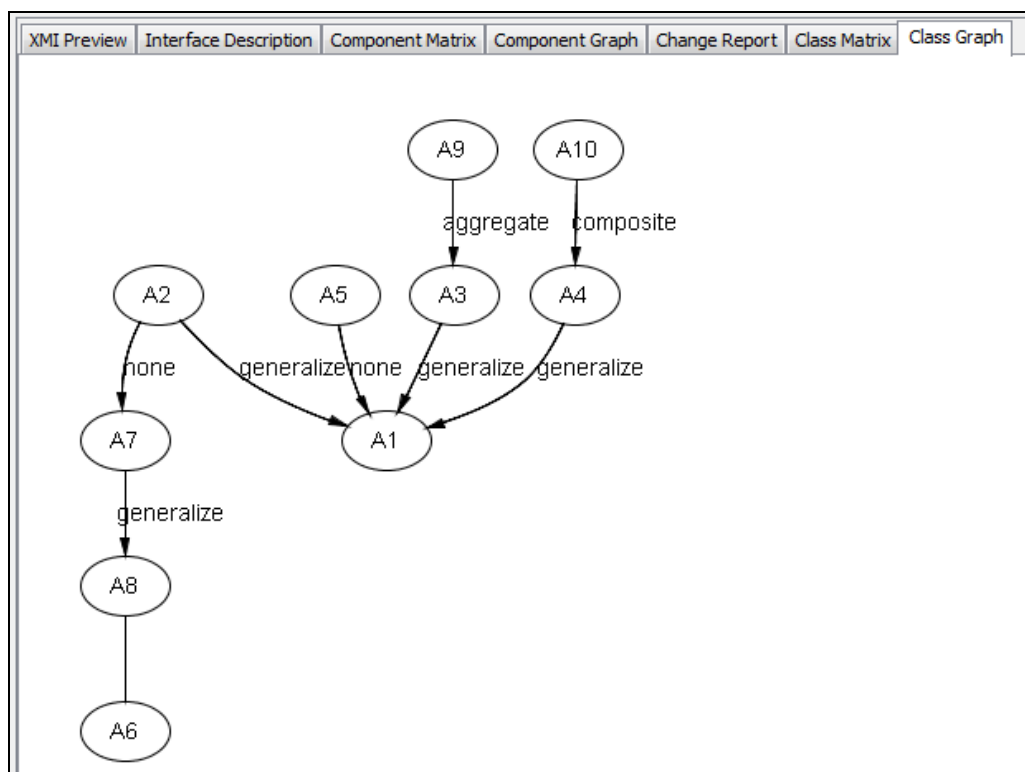 XMI Preview Interface Description Component Matrix Component Graph Change Report Class Matrix Class Graph
A9 A10
aggregate composite
A2 A5 A3 A4
none generalize none generalize generalize
A7 A1
generalize
A8
A6